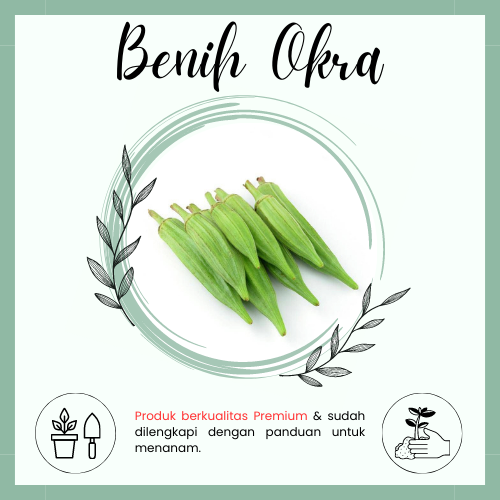 Benih Okra
Produk berkualitas Premium & sudah
dilengkapi dengan panduan untuk
menanam.